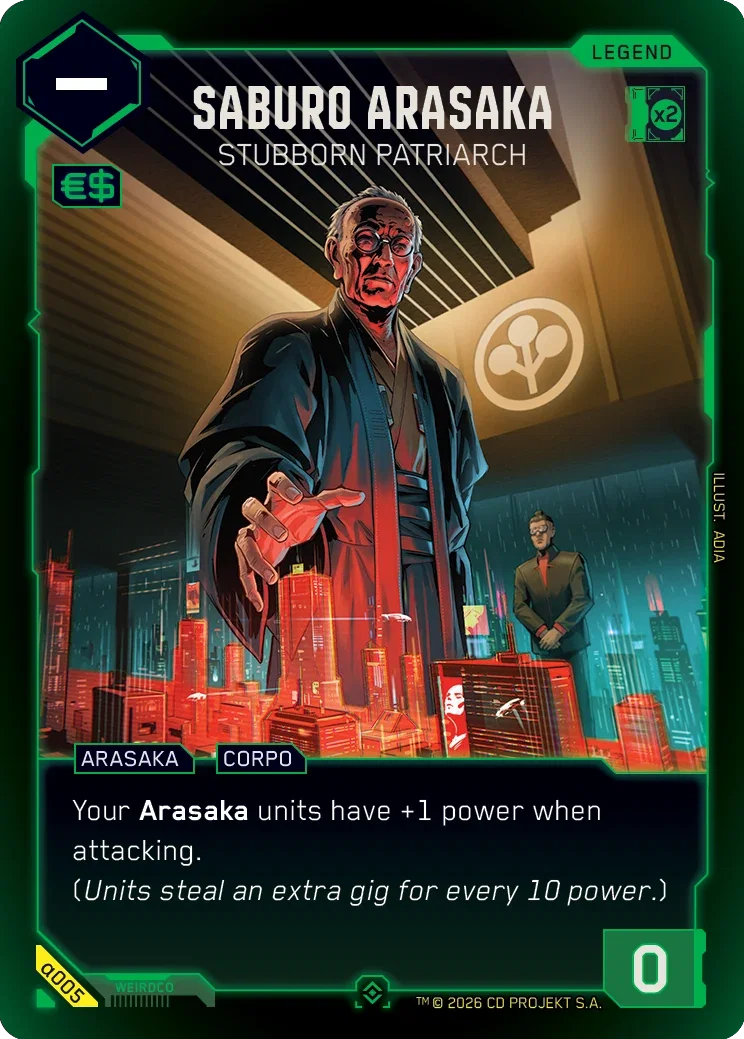 LEGEND
SABURO ARASAKA
x2
STUBBORN PATRIARCH
€$
ILLUST. ADIA
ARASAKA
CORPO
Your Arasaka units have +1 power when
attacking.
(Units steal an extra gig for every 10 power.)
0
α005
WEIRDCO
™ © 2026 CD PROJEKT S.A.